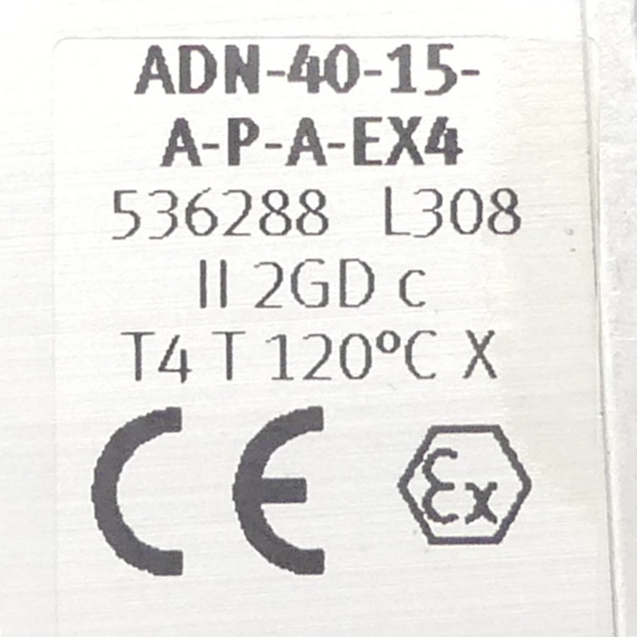 ADN-40-15-
A-P-A-EX4
536288 L308
II 2GD c
T4 T 120°C X
CE Ex